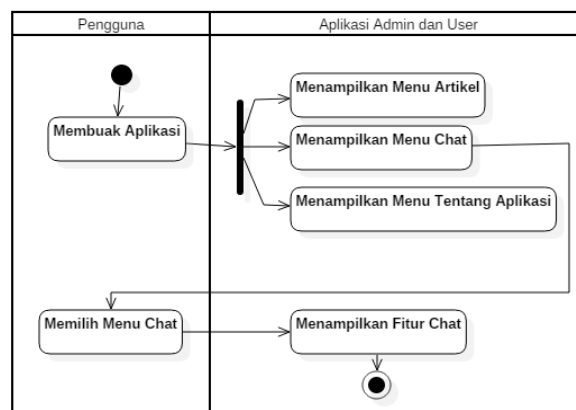 Pengguna
Aplikasi Admin dan User
Menampilkan Menu Artikel
Membuak Aplikasi
Menampilkan Menu Chat
Menampilkan Menu Tentang Aplikasi
Memilih Menu Chat
Menampilkan Fitur Chat